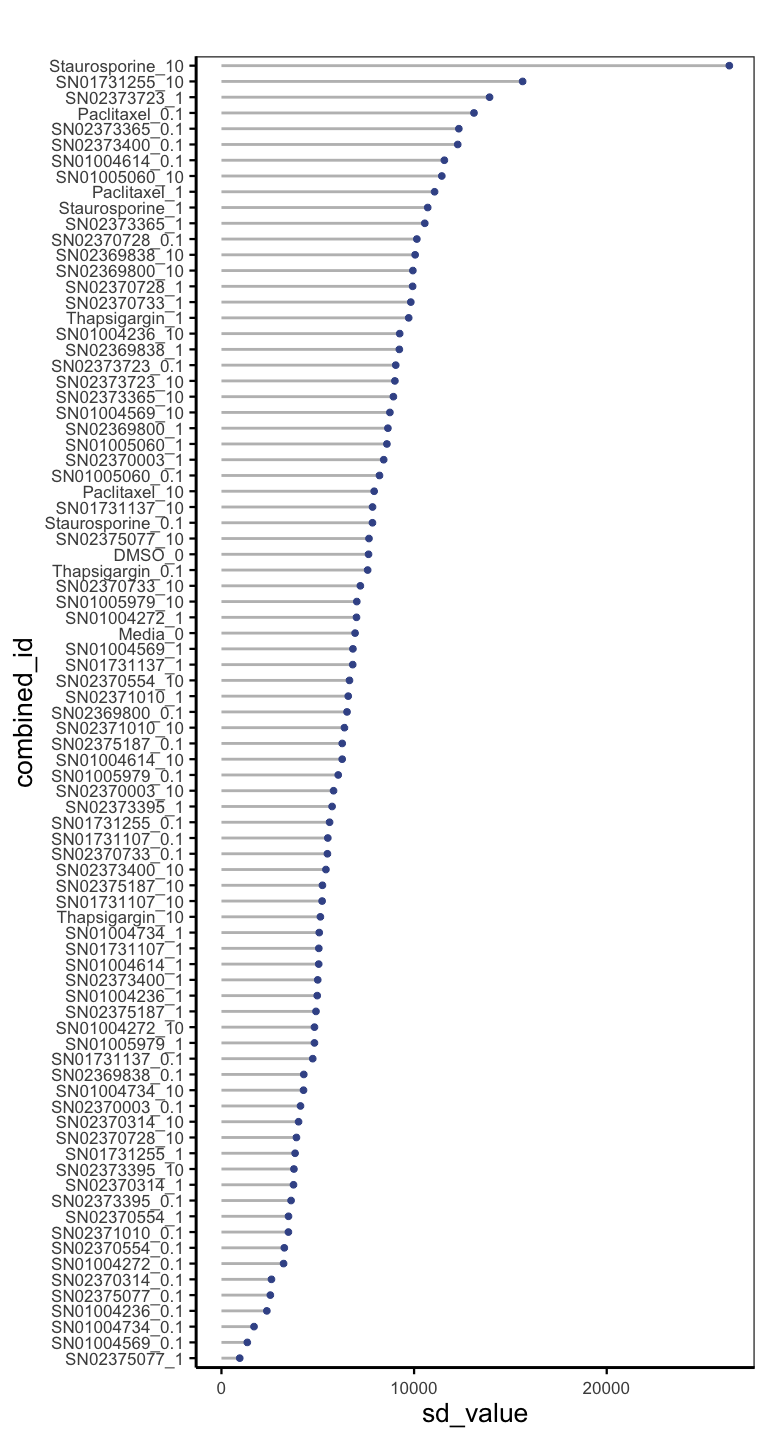 Staurosporine_10
SN01731255_10
SN02373723_1
Paclitaxel_0.1
SN02373365_0.1
SN02373400_0.1
SN01004614_0.1
SN01005060_10
Paclitaxel_1
Staurosporine_1
SN02373365_1
SN02370728_0.1
SN02369838_10
SN02369800_10
SN02370728_1
SN02370733_1
Thapsigargin_1
SN01004236_10
SN02369838_1
SN02373723_0.1
SN02373723_10
SN02373365_10
SN01004569_10
SN02369800_1
SN01005060_1
SN02370003_1
SN01005060_0.1
Paclitaxel_10
SN01731137_10
Staurosporine_0.1
SN02375077_10
DMSO_0
Thapsigargin_0.1
SN02370733_10
SN01005979_10
SN01004272_1
Media_0
SN01004569_1
SN01731137_1
SN02370554_10
SN02371010_1
SN02369800_0.1
SN02371010_10
SN02375187_0.1
SN01004614_10
SN01005979_0.1
SN02370003_10
SN02373395_1
SN01731255_0.1
SN01731107_0.1
SN02370733_0.1
SN02373400_10
SN02375187_10
SN01731107_10
Thapsigargin_10
SN01004734_1
SN01731107_1
SN01004614_1
SN02373400_1
SN01004236_1
SN02375187_1
SN01004272_10
SN01005979_1
SN01731137_0.1
SN02369838_0.1
SN01004734_10
SN02370003_0.1
SN02370314_10
SN02370728_10
SN01731255_1
SN02373395_10
SN02370314_1
SN02373395_0.1
SN02370554_1
SN02371010_0.1
SN02370554_0.1
SN01004272_0.1
SN02370314_0.1
SN02375077_0.1
SN01004236_0.1
SN01004734_0.1
SN01004569_0.1
SN02375077_1
combined_id
0 10000 20000
sd_value